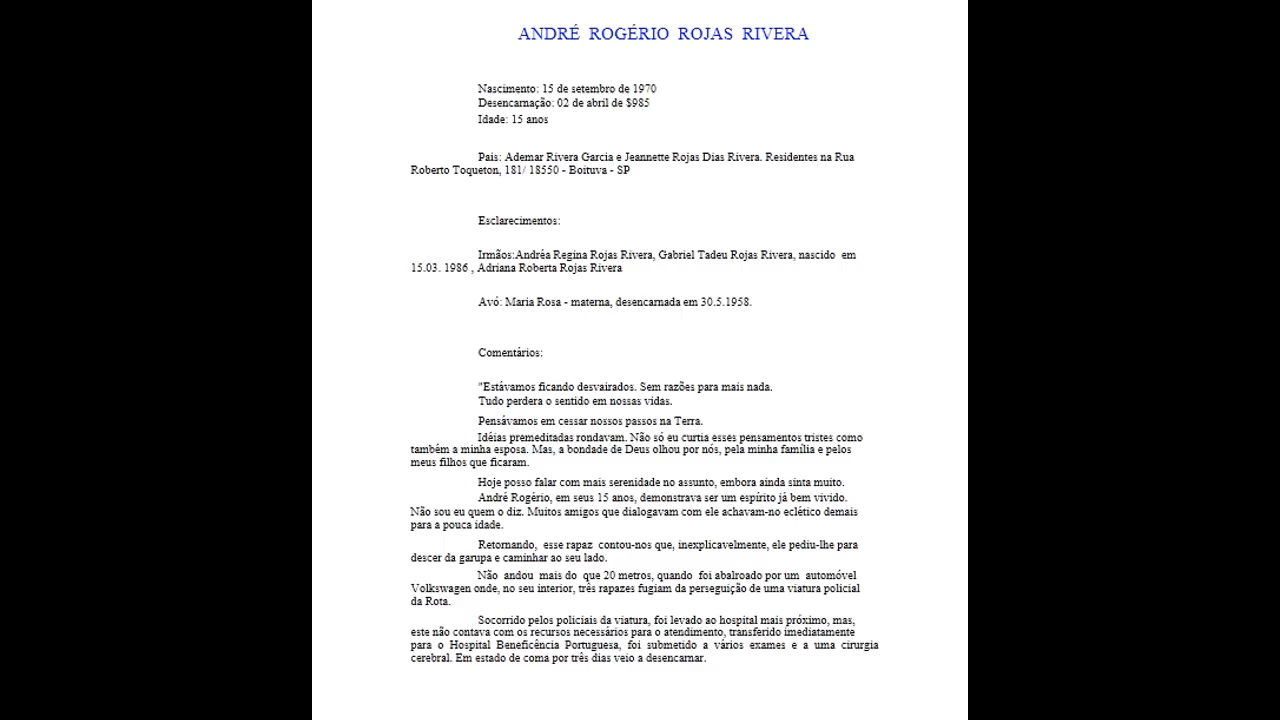 ANDRÉ ROGÉRIO ROJAS RIVERA
Nascimento: 15 de setembro de 1970
Desencarnação: 02 de abril de $985
Idade: 15 anos
Pais: Ademar Rivera Garcia e Jeannette Rojas Dias Rivera. Residentes na Rua
Roberto Toqueton, 181/ 18550 - Boituva - SP
Esclarecimentos:
Irmãos:Andréa Regina Rojas Rivera, Gabriel Tadeu Rojas Rivera, nascido em
15.03. 1986 , Adriana Roberta Rojas Rivera
Avó: Maria Rosa - materna, desencarnada em 30.5.1958.
Comentários:
"Estávamos ficando desvairados. Sem razões para mais nada.
Tudo perdera o sentido em nossas vidas.
Pensávamos em cessar nossos passos na Terra.
Idéias premeditadas rondavam. Não só eu curtia esses pensamentos tristes como
também a minha esposa. Mas, a bondade de Deus olhou por nós, pela minha família e pelos
meus filhos que ficaram.
Hoje posso falar com mais serenidade no assunto, embora ainda sinta muito.
André Rogério, em seus 15 anos, demonstrava ser um espírito já bem vivido.
Não sou eu quem o diz. Muitos amigos que dialogavam com ele achavam-no eclético demais
para a pouca idade.
Retornando, esse rapaz contou-nos que, inexplicavelmente, ele pediu-lhe para
descer da garupa e caminhar ao seu lado.
Não andou mais do que 20 metros, quando foi abalroado por um automóvel
Volkswagen onde, no seu interior, três rapazes fugiam da perseguição de uma viatura policial
da Rota.
Socorrido pelos policiais da viatura, foi levado ao hospital mais próximo, mas,
este não contava com os recursos necessários para o atendimento, transferido imediatamente
para o Hospital Beneficência Portuguesa, foi submetido a vários exames e a uma cirurgia
cerebral. Em estado de coma por três dias veio a desencarnar.